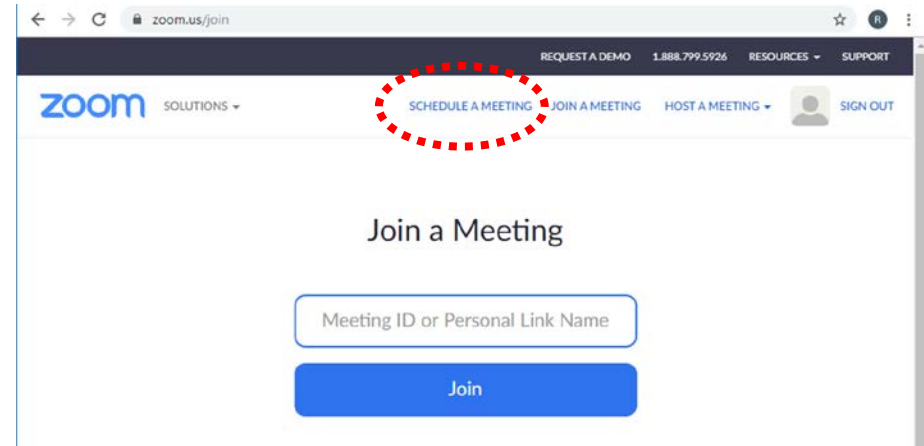 zoom.us/join
R
REQUEST A DEMO 1.888.799.5926 RESOURCES SUPPORT
zoom SOLUTIONS SCHEDULE A MEETING JOIN A MEETING HOST A MEETING SIGN OUT
Join a Meeting
Meeting ID or Personal Link Name
Join